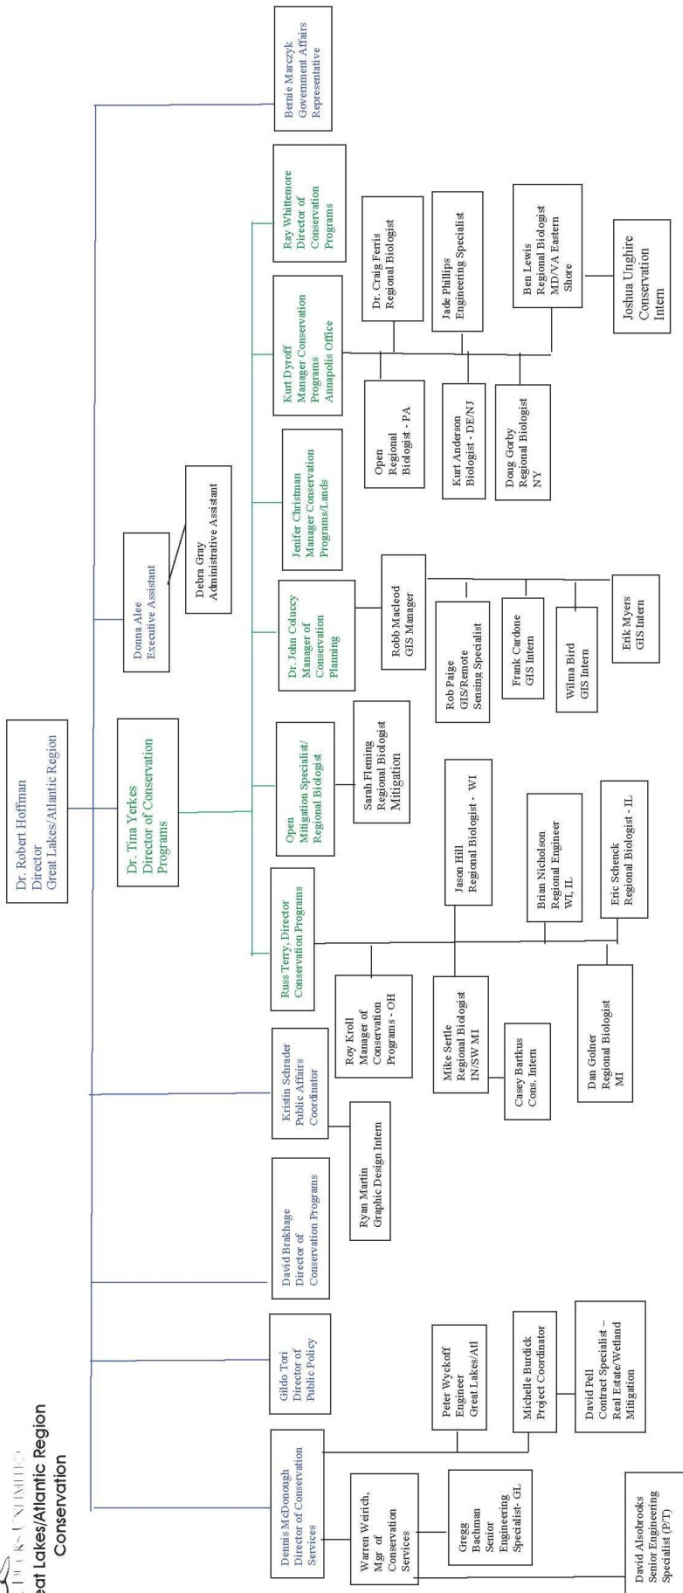 DUCKS UNLIMITED
eat Lakes/Atlantic Region
Conservation
Dr. Robert Hoffman
Director
Great Lakes/Atlantic Region
Donna Alee
Executive Assistant
Debra Gray
Administrative Assistant
Dr. Tina Yerkes
Director of Conservation
Programs
Dennis McDonough
Director of Conservation
Services
Gildo Tori
Director of
Public Policy
David Brakhage
Director of
Conservation Programs
Kristin Schrader
Public Affairs
Coordinator
Russ Terry, Director
Conservation Programs
Open
Mitigation Specialist/
Regional Biologist
Dr. John Coluccy
Manager of
Conservation
Planning
Jenifer Christman
Manager Conservation
Programs/Lands
Kurt Dyroff
Manager Conservation
Programs
Annapolis Office
Ray Whittemore
Director of
Conservation
Programs
Bernie Marczyk
Government Affairs
Representative
Warren Weirich,
Mgr of
Conservation
Services
Peter Wyckoff
Engineer
Great Lakes/Atl
Gregg
Bachman
Senior
Engineering
Specialist- GL
Michelle Burdick
Project Coordinator
David Alsobrooks
Senior Engineering
Specialist (P/T)
David Pell
Contract Specialist –
Real Estate/Wetland
Mitigation
Ryan Martin
Graphic Design Intern
Roy Kroll
Manager of
Conservation
Programs - OH
Jason Hill
Regional Biologist - WI
Mike Sertle
Regional Biologist
IN/SW MI
Casey Bartkus
Cons. Intern
Brian Nicholson
Regional Engineer
WI, IL
Dan Golner
Regional Biologist
MI
Eric Schenck
Regional Biologist - IL
Sarah Fleming
Regional Biologist
Mitigation
Robb Macleod
GIS Manager
Rob Paige
GIS/Remote
Sensing Specialist
Frank Cardone
GIS Intern
Wilma Bird
GIS Intern
Erik Myers
GIS Intern
Open
Regional
Biologist - PA
Dr. Craig Ferris
Regional Biologist
Kurt Anderson
Biologist - DE/NJ
Jade Phillips
Engineering Specialist
Doug Gorby
Regional Biologist
NY
Ben Lewis
Regional Biologist
MD/VA Eastern
Shore
Joshua Unghire
Conservation
Intern